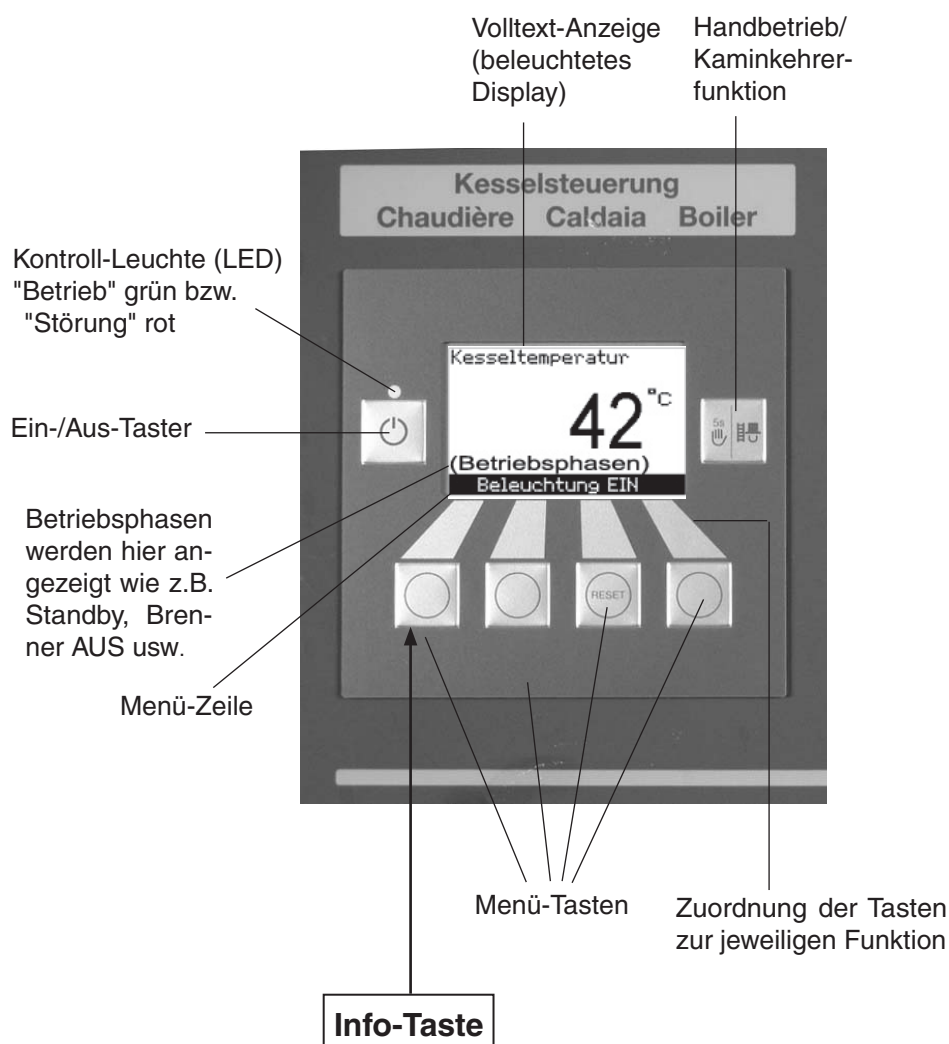 Volltext-Anzeige
(beleuchtetes
Display)
Handbetrieb/
Kaminkehrer-
funktion
Kesselsteuerung
Chaudière Caldaia Boiler
Kontroll-Leuchte (LED)
"Betrieb" grün bzw.
"Störung" rot
Kesseltemperatur
42 °C
5s
Ein-/Aus-Taster
(Betriebsphasen)
Beleuchtung EIN
Betriebsphasen
werden hier an-
gezeigt wie z.B.
Standby, Bren-
ner AUS usw.
RESET
Menü-Zeile
Menü-Tasten
Zuordnung der Tasten
zur jeweiligen Funktion
Info-Taste